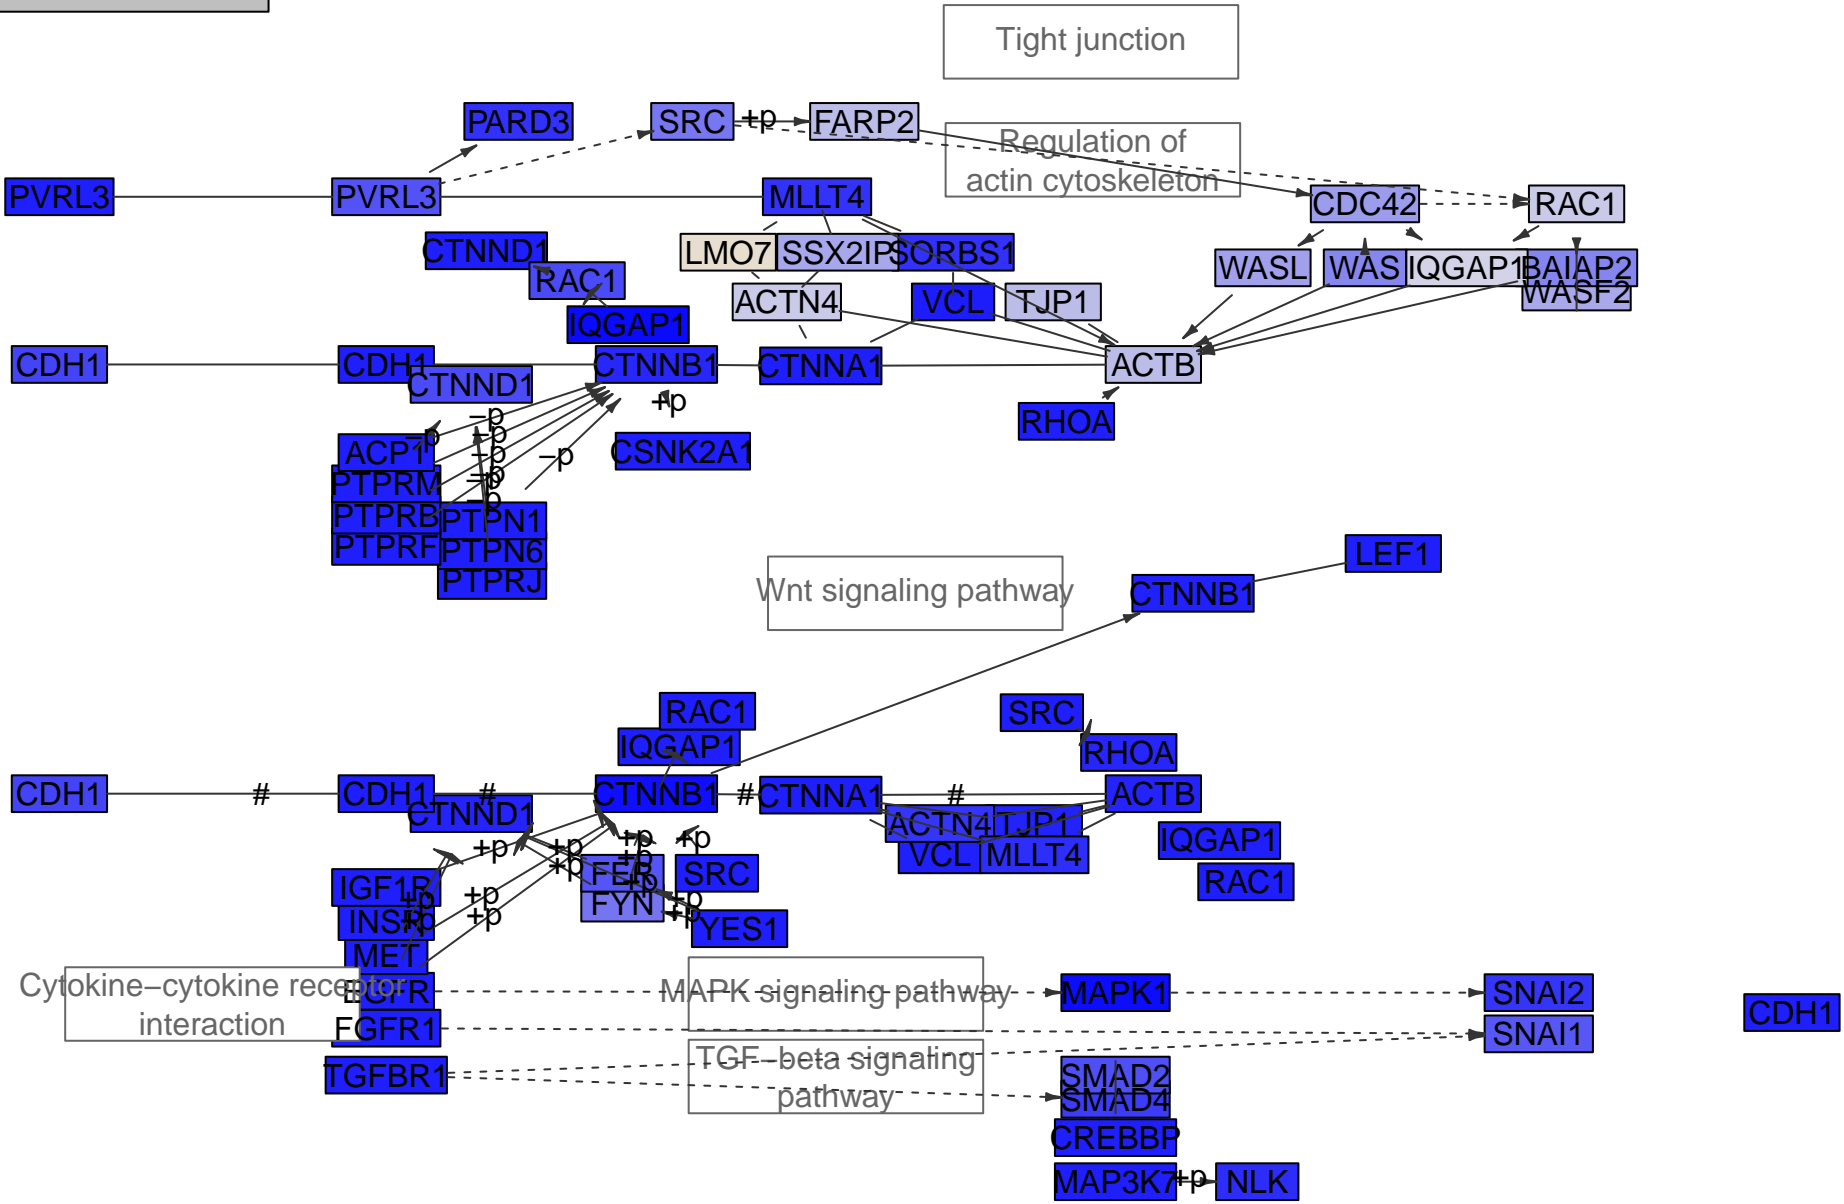 Tight junction
PARD3
SRC
+p
FARP2
Regulation of
actin cytoskeleton
PVRL3
PVRL3
MLLT4
CDC42
RAC1
CTNND1
LMO7
SSX2IP
SORBS1
WASL
WAS
IQGAP1
BAIAP2
RAC1
ACTN4
VCL
TJP1
WASF2
IQGAP1
CDH1
CDH1
CTNNB1
CTNNA1
ACTB
CTNND1
+p
−p
RHOA
−p
−p
ACP1
−p
−p
CSNK2A1
−p
PTPRM
−p
−p
PTPRB
PTPN1
PTPRF
PTPN6
LEF1
PTPRJ
Wnt signaling pathway
CTNNB1
RAC1
SRC
IQGAP1
RHOA
CDH1
#
CDH1
#
CTNNB1
#
CTNNA1
#
ACTB
CTNND1
ACTN4
TJP1
+p
+p
+p
+p
IQGAP1
+p
+p
VCL
MLLT4
FER
SRC
+p
RAC1
IGF1R
+p
+p
+p
FYN
+p
INSR
+p
+p
+p
YES1
MET
Cytokine−cytokine receptor
interaction
EGFR
MAPK signaling pathway
MAPK1
SNAI2
CDH1
FGFR1
SNAI1
TGF−beta signaling
pathway
TGFBR1
SMAD2
SMAD4
CREBBP
MAP3K7
+p
NLK